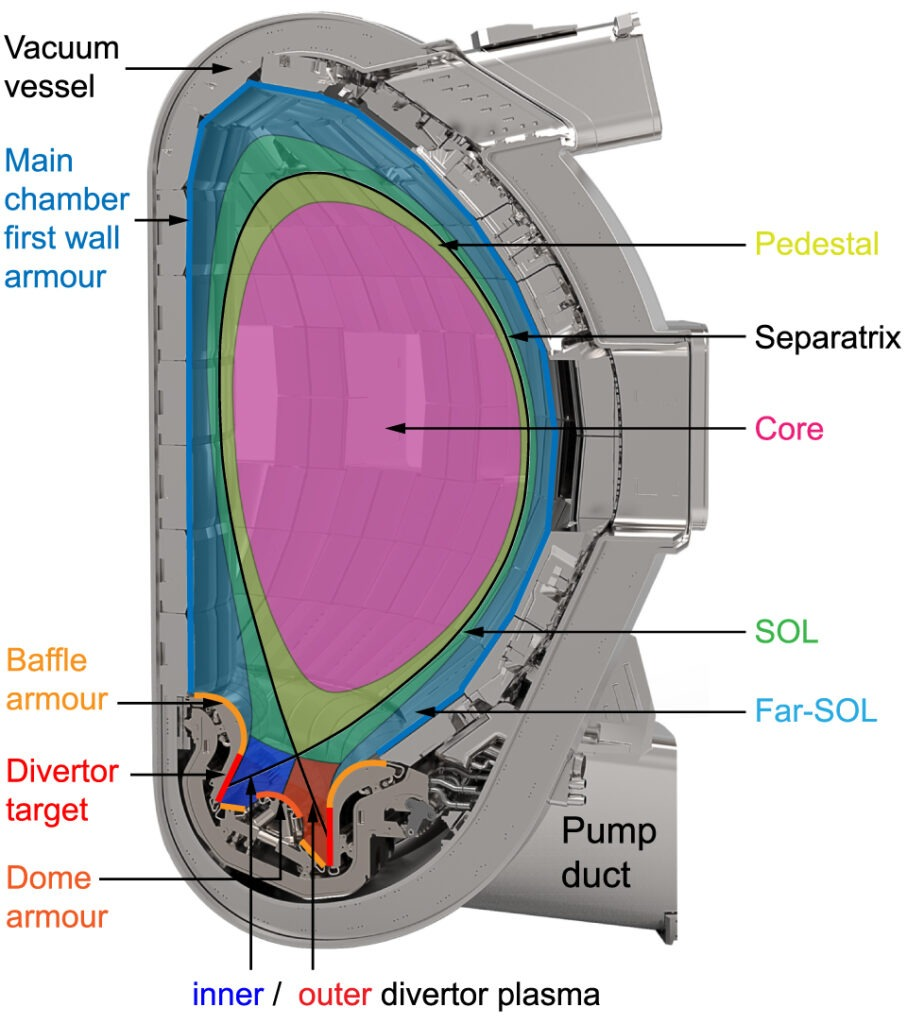 Vacuum
vessel
Main
chamber
first wall
armour
Pedestal
Separatrix
Core
SOL
Far-SOL
Baffle
armour
Divertor
target
Dome
armour
Pump
duct
inner / outer divertor plasma